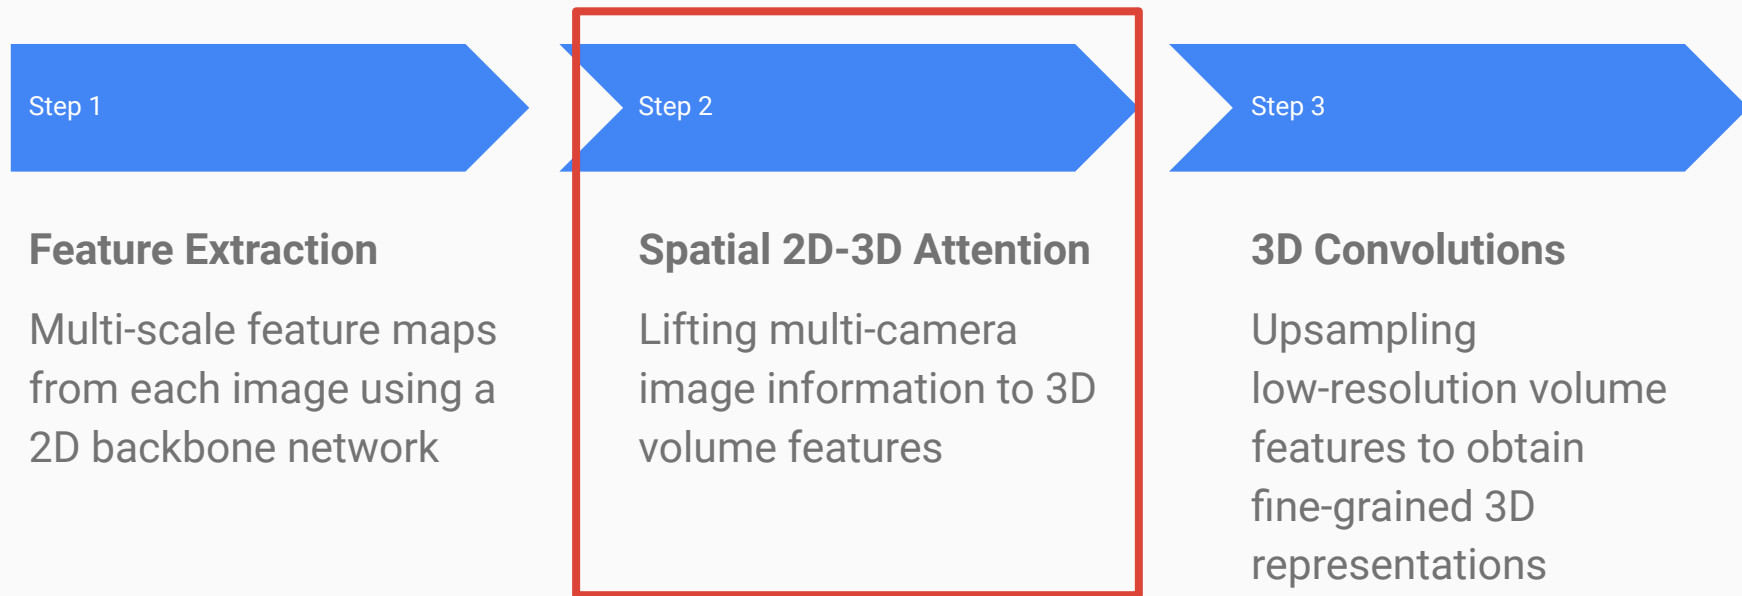 Step 1
Feature Extraction
Multi-scale feature maps
from each image using a
2D backbone network
Step 2
Spatial 2D-3D Attention
Lifting multi-camera
image information to 3D
volume features
Step 3
3D Convolutions
Upsampling
low-resolution volume
features to obtain
fine-grained 3D
representations